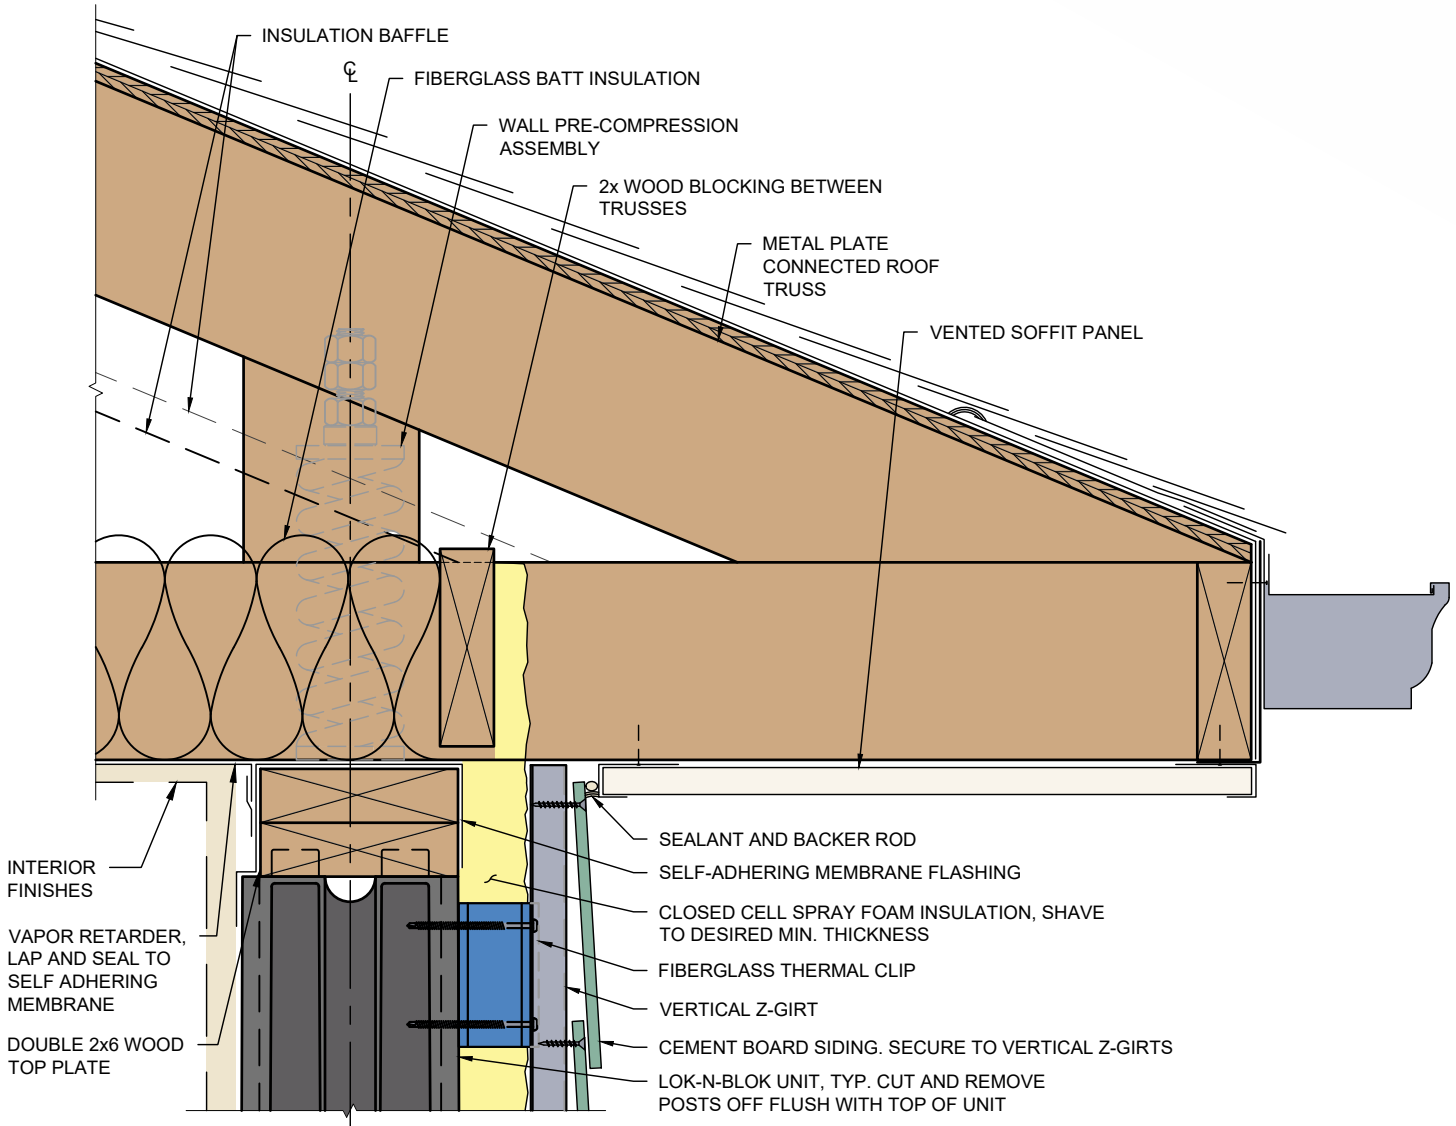 INSULATION BAFFLE
℄
FIBERGLASS BATT INSULATION
WALL PRE-COMPRESSION
ASSEMBLY
2x WOOD BLOCKING BETWEEN
TRUSSES
METAL PLATE
CONNECTED ROOF
TRUSS
VENTED SOFFIT PANEL
INTERIOR
FINISHES
VAPOR RETARDER,
LAP AND SEAL TO
SELF ADHERING
MEMBRANE
DOUBLE 2x6 WOOD
TOP PLATE
SEALANT AND BACKER ROD
SELF-ADHERING MEMBRANE FLASHING
CLOSED CELL SPRAY FOAM INSULATION, SHAVE
TO DESIRED MIN. THICKNESS
FIBERGLASS THERMAL CLIP
VERTICAL Z-GIRT
CEMENT BOARD SIDING. SECURE TO VERTICAL Z-GIRTS
LOK-N-BLOK UNIT, TYP. CUT AND REMOVE
POSTS OFF FLUSH WITH TOP OF UNIT